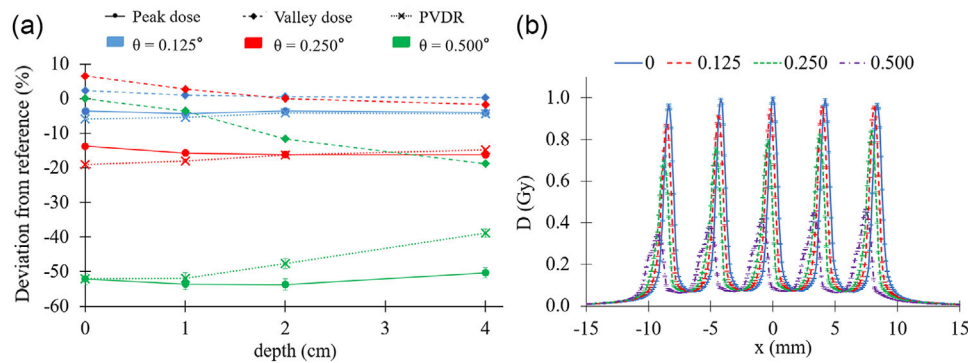 (a)
Peak dose
Valley dose
PVDR
θ = 0.125°
θ = 0.250°
θ = 0.500°
Deviation from reference (%)
10
0
-10
-20
-30
-40
-50
-60
0
1
2
3
4
depth (cm)
(b)
0
0.125
0.250
0.500
D (Gy)
1.0
0.8
0.6
0.4
0.2
0.0
-15
-10
-5
0
5
10
15
x (mm)